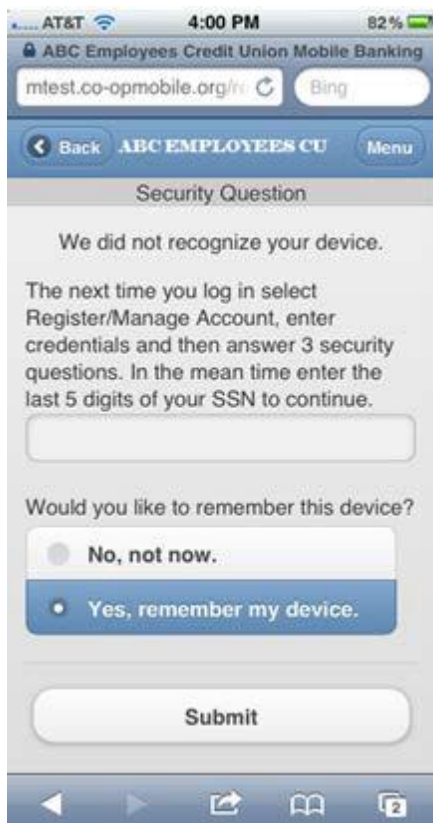 AT&T 4:00 PM 82%
ABC Employees Credit Union Mobile Banking
mtest.co-opmobile.org/ Bing
Back ABC EMPLOYEES CU Menu
Security Question
We did not recognize your device.
The next time you log in select
Register/Manage Account, enter
credentials and then answer 3 security
questions. In the mean time enter the
last 5 digits of your SSN to continue.
Would you like to remember this device?
No, not now.
Yes, remember my device.
Submit
2